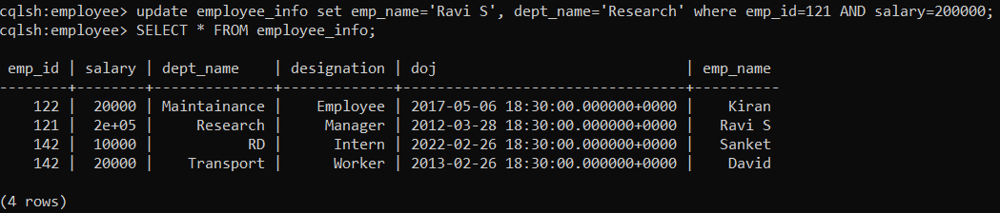 cqlsh:employee> update employee_info set emp_name='Ravi S', dept_name='Research' where emp_id=121 AND salary=200000;
cqlsh:employee> SELECT * FROM employee_info;
 emp_id | salary | dept_name    | designation | doj                             | emp_name
--------+--------+--------------+-------------+---------------------------------+----------
    122 |  20000 | Maintainance |    Employee | 2017-05-06 18:30:00.000000+0000 |    Kiran
    121 |  2e+05 |     Research |     Manager | 2012-03-28 18:30:00.000000+0000 |   Ravi S
    142 |  10000 |           RD |      Intern | 2022-02-26 18:30:00.000000+0000 |   Sanket
    142 |  20000 |    Transport |      Worker | 2013-02-26 18:30:00.000000+0000 |    David
(4 rows)